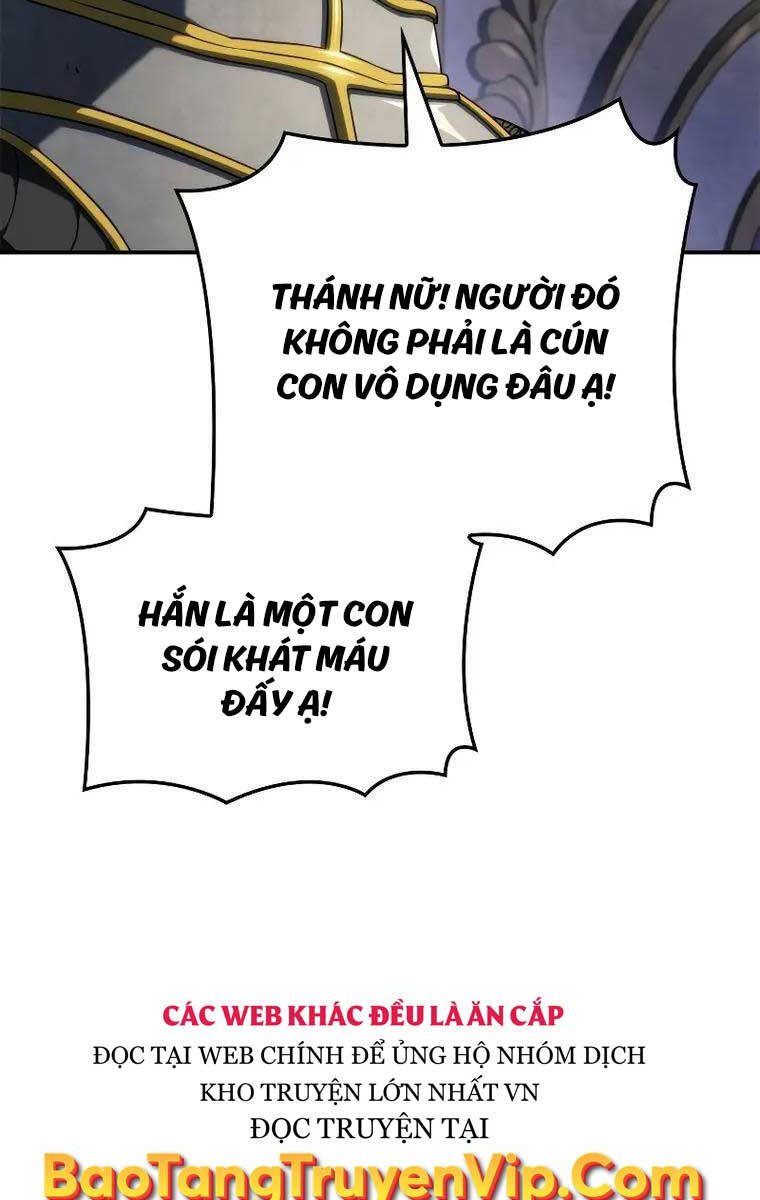 THÁNH NỮ! NGƯỜI ĐÓ
KHÔNG PHẢI LÀ CÚN
CON VÔ DỤNG ĐÂU Ạ!
HẮN LÀ MỘT CON
SÓI KHÁT MÁU
ĐẤY Ạ!
CÁC WEB KHÁC ĐỀU LÀ ĂN CẮP
ĐỌC TẠI WEB CHÍNH ĐỂ ỦNG HỘ NHÓM DỊCH
KHO TRUYỆN LỚN NHẤT VN
ĐỌC TRUYỆN TẠI
BaoTangTruyenVip.Com